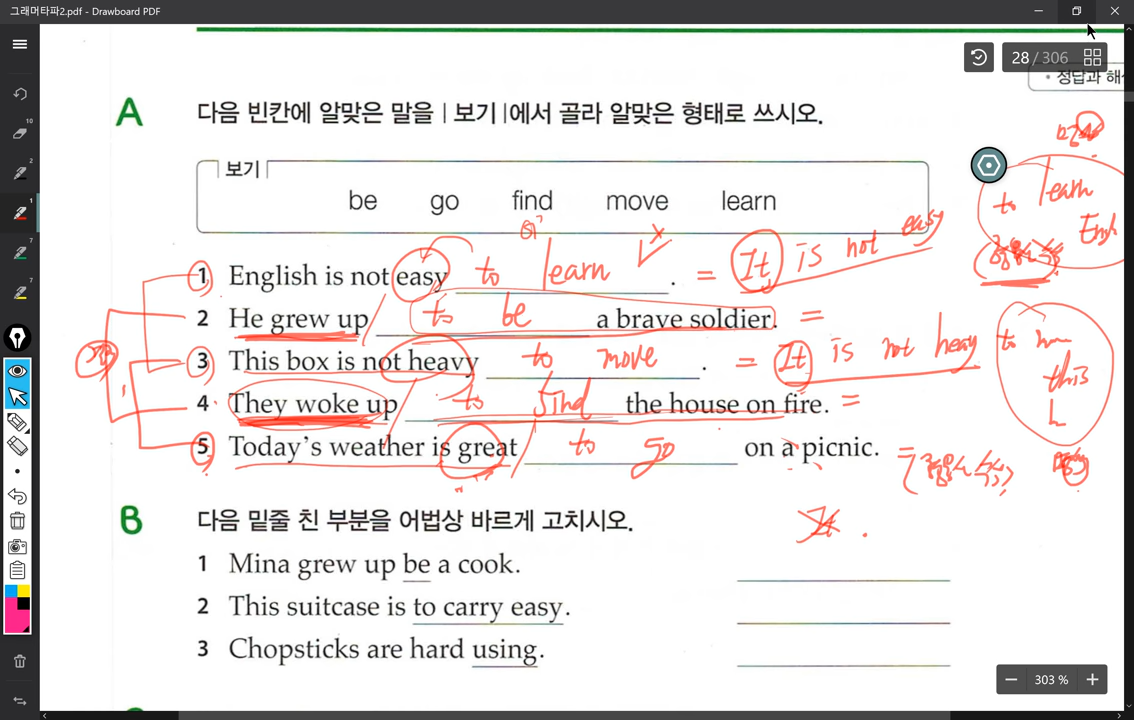 그래머타파2.pdf - Drawboard PDF
28 / 306
정답과 해
A 다음 빈칸에 알맞은 말을 | 보기 |에서 골라 알맞은 형태로 쓰시오.
보기
be go find move learn
to learn
1 English is not easy to learn. = It is not easy
2 He grew up to be a brave soldier. =
3 This box is not heavy to move. = It is not heavy to this
4 They woke up to find the house on fire. =
5 Today's weather is great to go on a picnic. =
B 다음 밑줄 친 부분을 어법상 바르게 고치시오.
1 Mina grew up be a cook.
2 This suitcase is to carry easy.
3 Chopsticks are hard using.
303 %